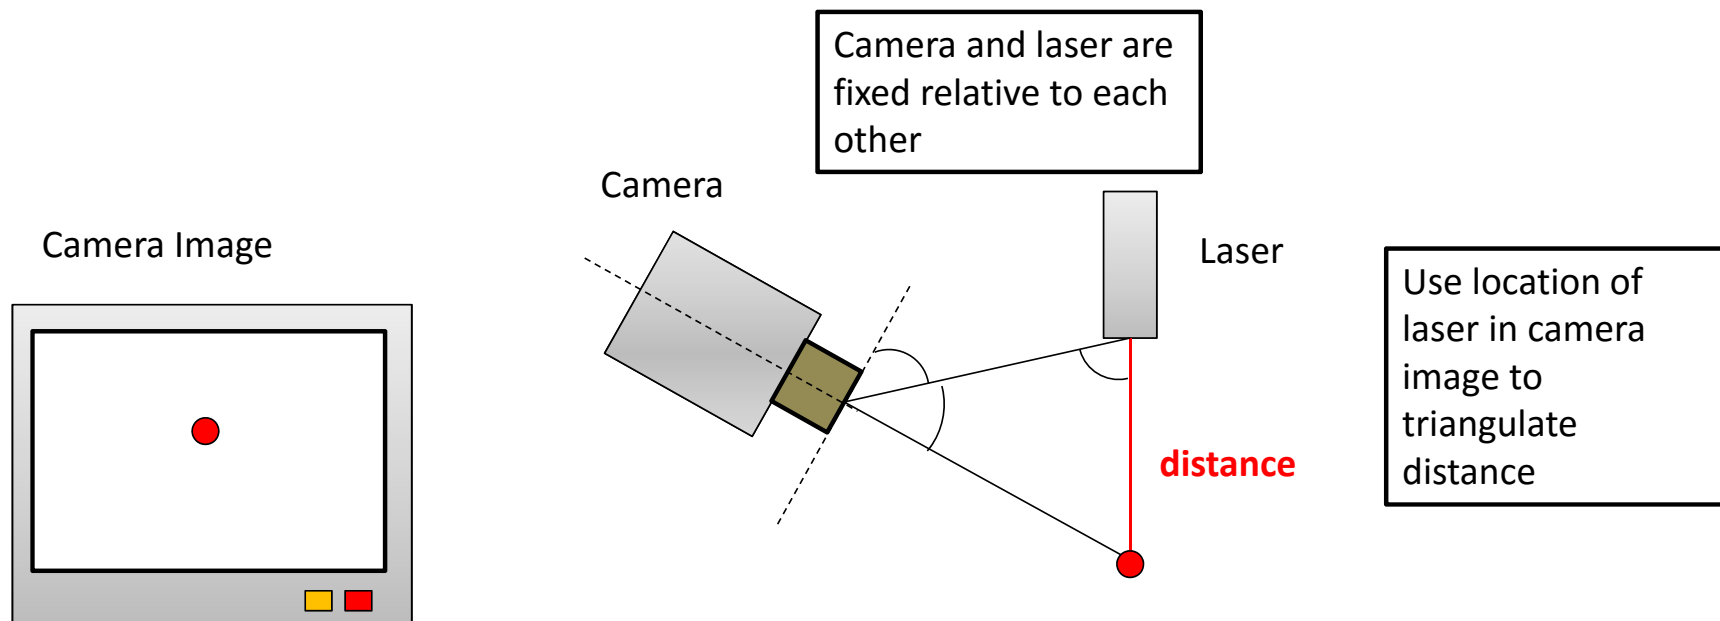 Camera and laser are
fixed relative to each
other
Camera
Camera Image
Laser
Use location of
laser in camera
image to
triangulate
distance
distance